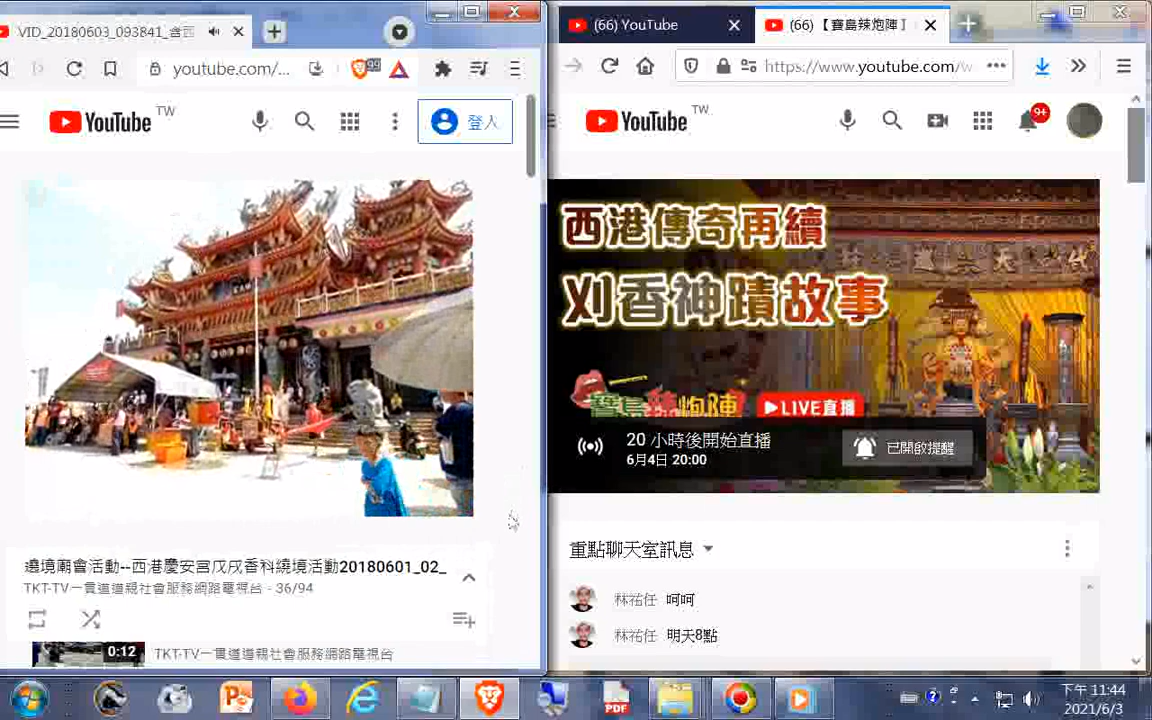 VID_20180603_093841_
youtube.com/...
99
YouTube TW
登入
遶境廟會活動--西港慶安宮戊戌香科繞境活動20180601_02_
TKT-TV一貫道道親社會服務網路電視台 - 36/94
0:12
TKT-TV一貫道道親社會服務網路電視台
(66) YouTube
(66) 【寶島辣炮陣】
https://www.youtube.com/w
YouTube TW
9+
西港傳奇再續
刈香神蹟故事
寶島辣炮陣
LIVE直播
20 小時後開始直播
6月4日 20:00
已開啟提醒
重點聊天室訊息
林祐任 呵呵
林祐任 明天8點
PDF
下午 11:44
2021/6/3